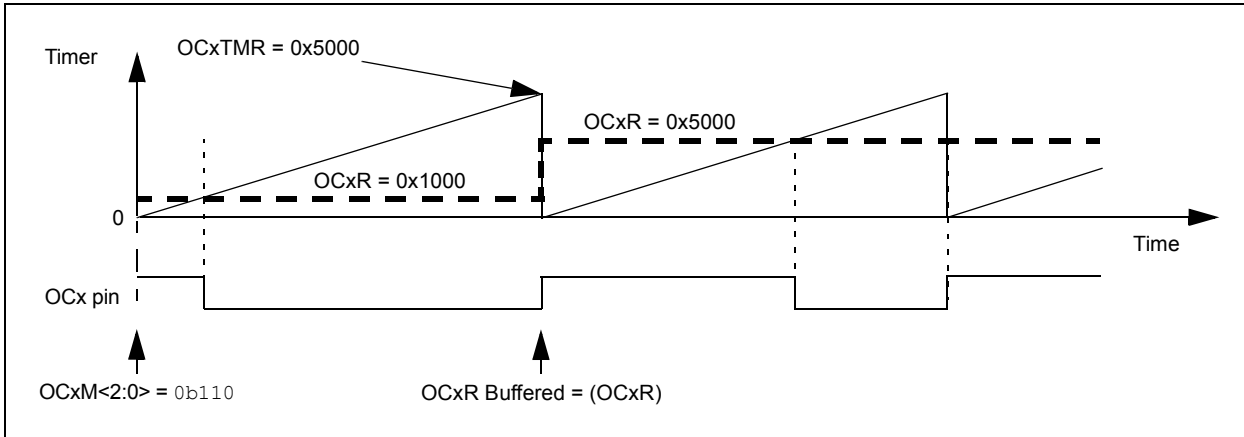 OCxTMR = 0x5000
Timer
OCxR = 0x5000
OCxR = 0x1000
0
Time
OCx pin
OCxM<2:0> = 0b110
OCxR Buffered = (OCxR)